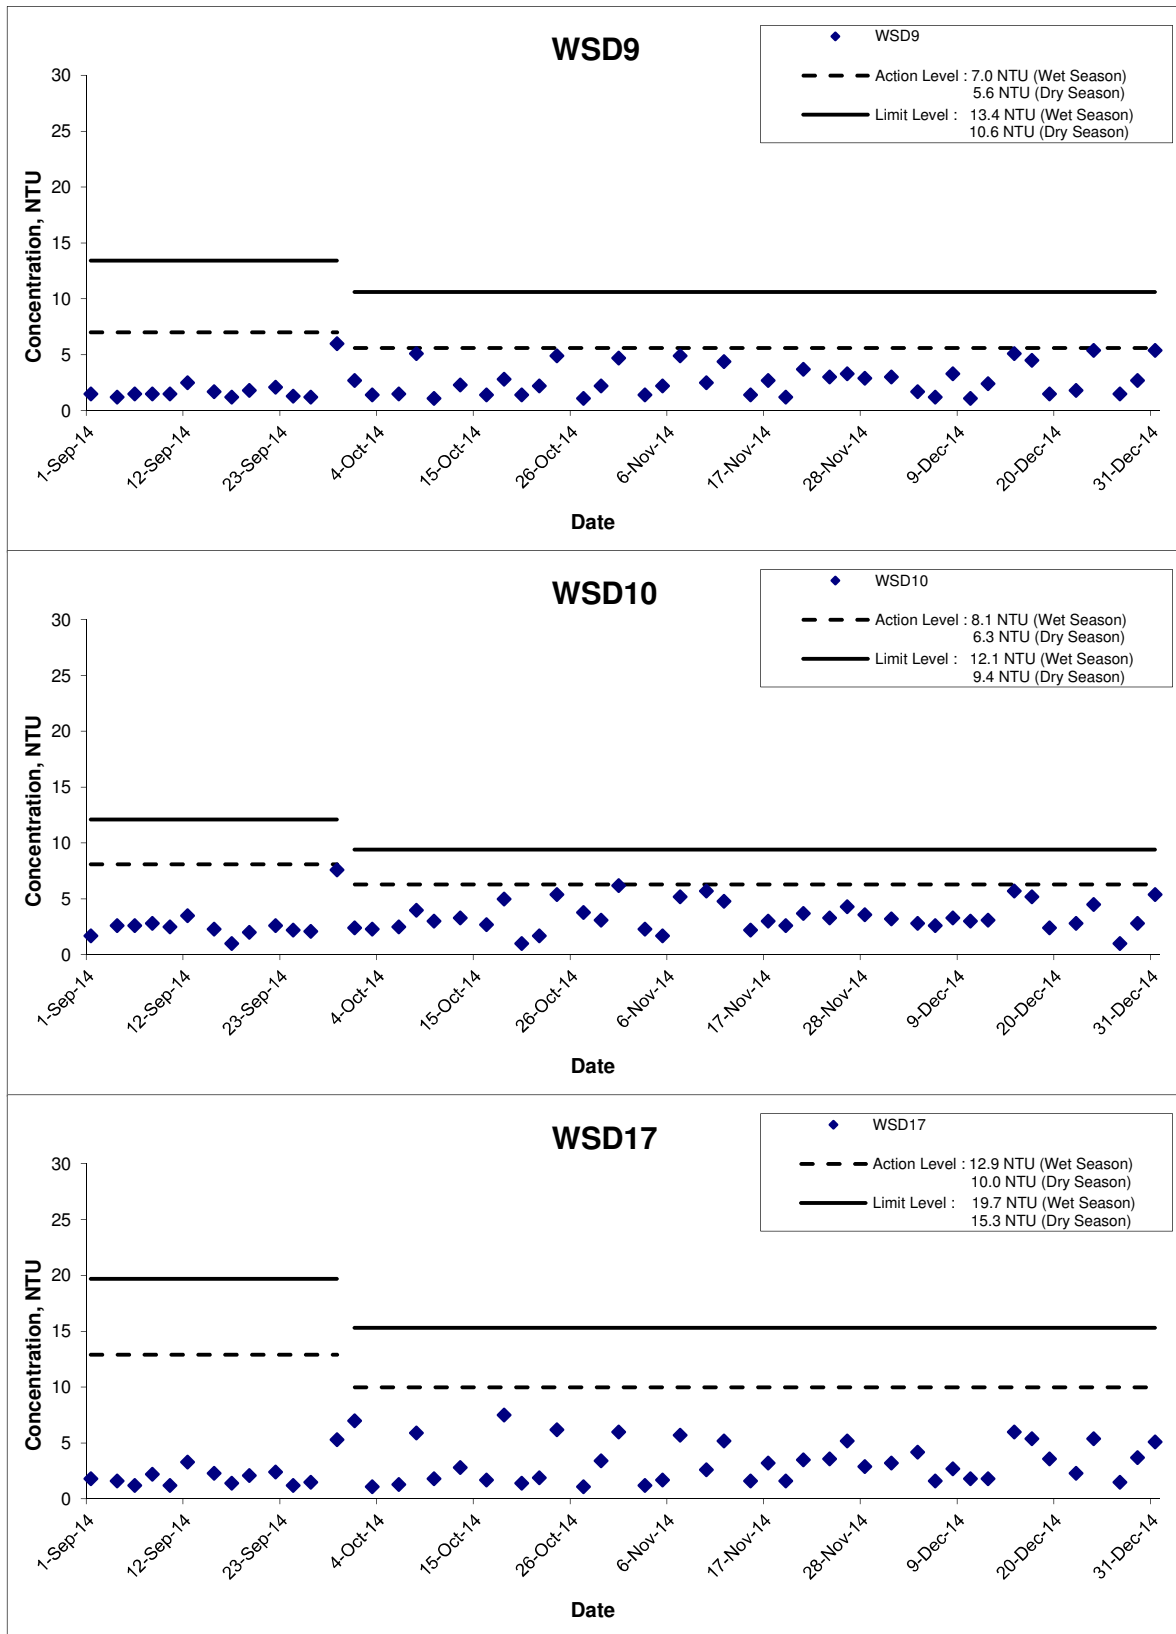 WSD9
WSD9
Action Level : 7.0 NTU (Wet Season)
5.6 NTU (Dry Season)
Limit Level : 13.4 NTU (Wet Season)
10.6 NTU (Dry Season)
30
25
20
15
10
5
0
Concentration, NTU
1-Sep-14
12-Sep-14
23-Sep-14
4-Oct-14
15-Oct-14
26-Oct-14
6-Nov-14
17-Nov-14
28-Nov-14
9-Dec-14
20-Dec-14
31-Dec-14
Date
WSD10
WSD10
Action Level : 8.1 NTU (Wet Season)
6.3 NTU (Dry Season)
Limit Level : 12.1 NTU (Wet Season)
9.4 NTU (Dry Season)
30
25
20
15
10
5
0
Concentration, NTU
1-Sep-14
12-Sep-14
23-Sep-14
4-Oct-14
15-Oct-14
26-Oct-14
6-Nov-14
17-Nov-14
28-Nov-14
9-Dec-14
20-Dec-14
31-Dec-14
Date
WSD17
WSD17
Action Level : 12.9 NTU (Wet Season)
10.0 NTU (Dry Season)
Limit Level : 19.7 NTU (Wet Season)
15.3 NTU (Dry Season)
30
25
20
15
10
5
0
Concentration, NTU
1-Sep-14
12-Sep-14
23-Sep-14
4-Oct-14
15-Oct-14
26-Oct-14
6-Nov-14
17-Nov-14
28-Nov-14
9-Dec-14
20-Dec-14
31-Dec-14
Date